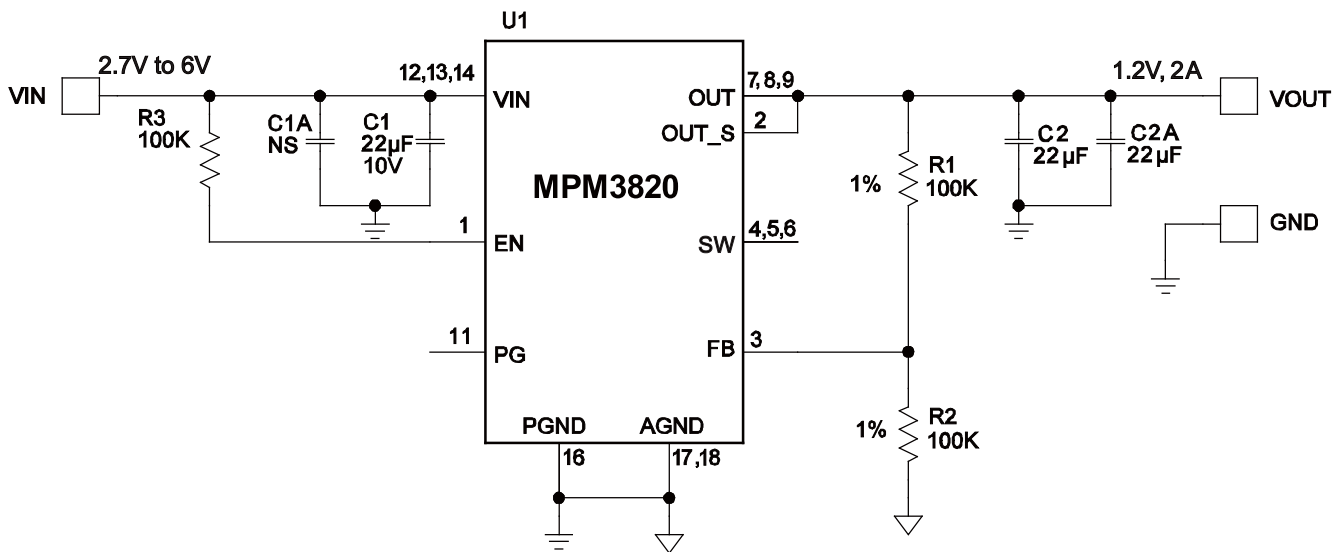 U1
2.7V to 6V
VIN
12,13,14
VIN
OUT
7,8,9
1.2V, 2A
VOUT
R3
100K
C1A
NS
C1
22µF
10V
OUT_S
2
C2
22µF
C2A
22µF
MPM3820
1%
R1
100K
1
EN
SW
4,5,6
GND
11
PG
FB
3
PGND
AGND
1%
R2
100K
16
17,18